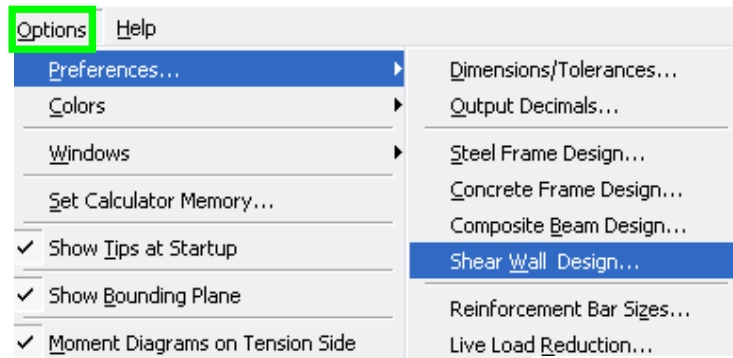 Options Help
Preferences...
Colors
Windows
Set Calculator Memory...
Show Tips at Startup
Show Bounding Plane
Moment Diagrams on Tension Side
Dimensions/Tolerances...
Output Decimals...
Steel Frame Design...
Concrete Frame Design...
Composite Beam Design...
Shear Wall Design...
Reinforcement Bar Sizes...
Live Load Reduction...